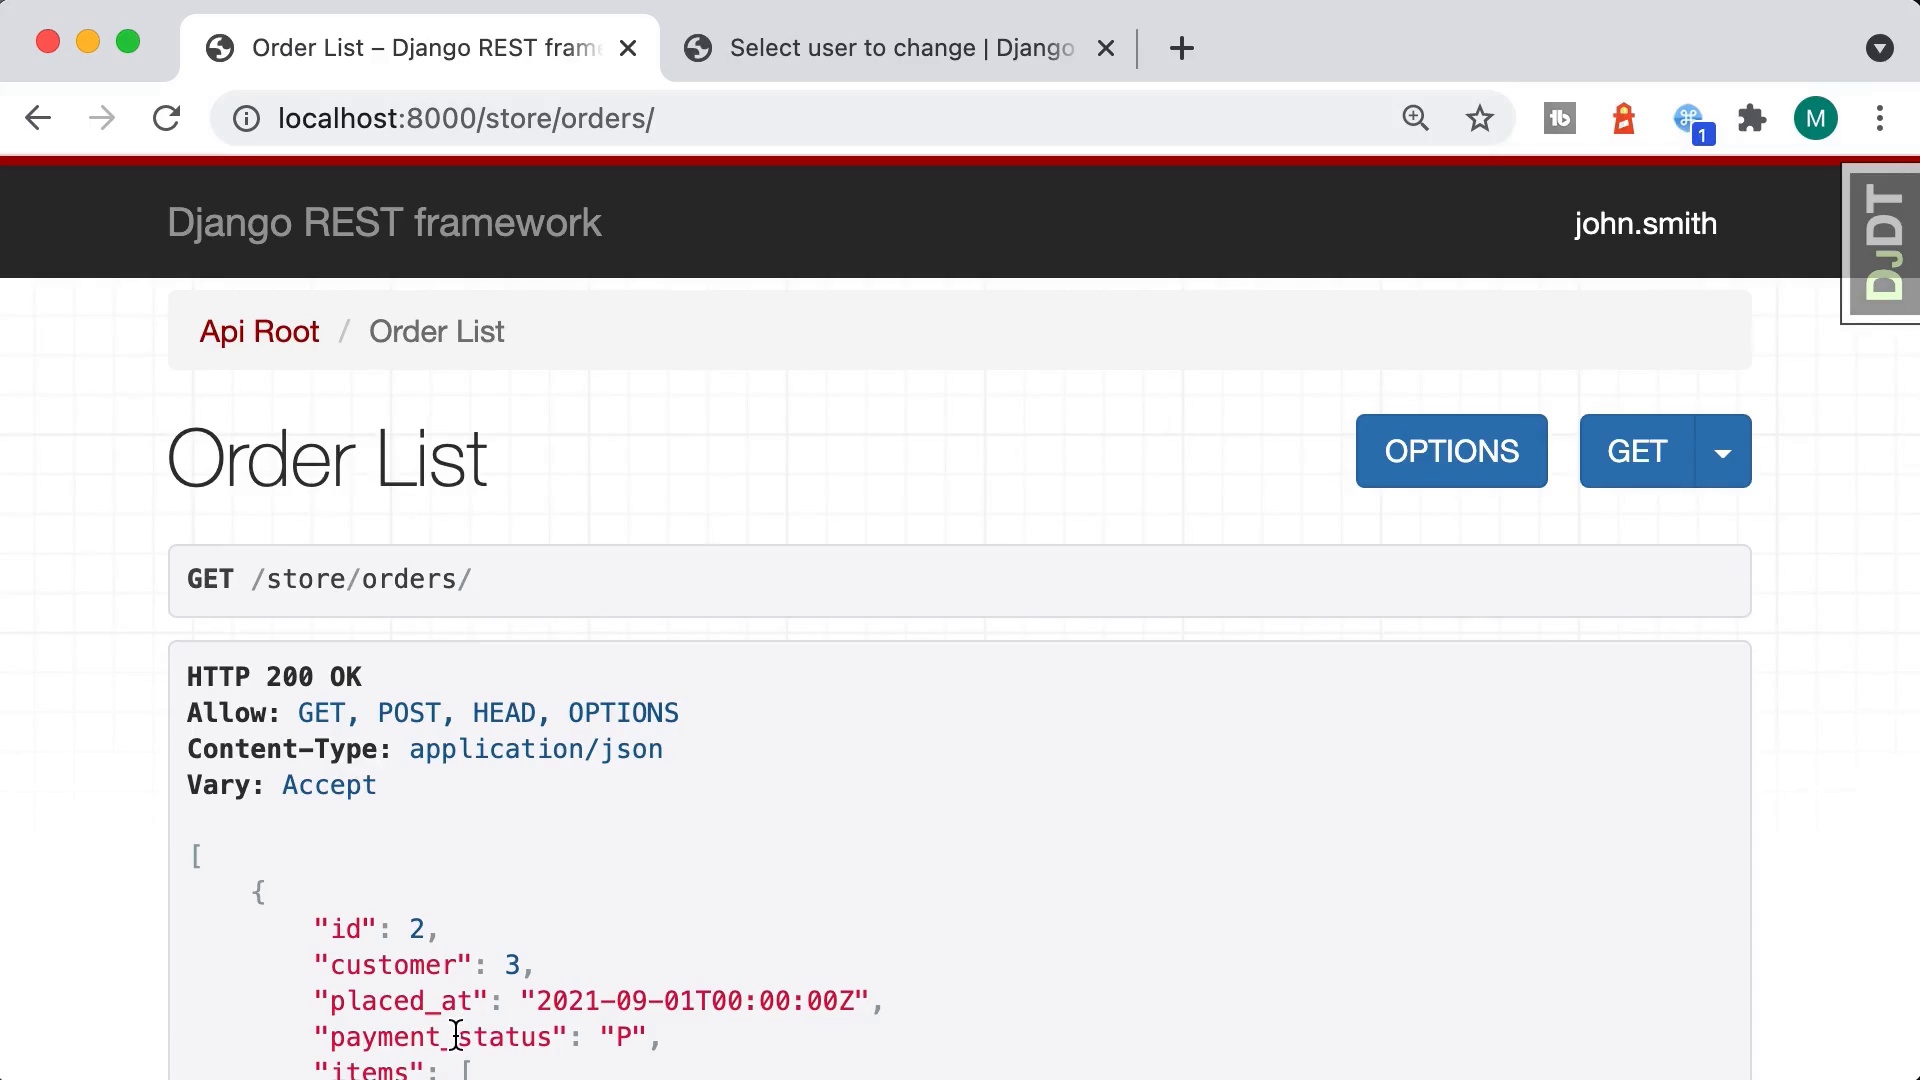 Order List – Django REST frame
Select user to change | Django
localhost:8000/store/orders/
1
M
Django REST framework
john.smith
DJDT
Api Root / Order List
Order List
OPTIONS
GET
GET /store/orders/
HTTP 200 OK
Allow: GET, POST, HEAD, OPTIONS
Content-Type: application/json
Vary: Accept
[
{
"id": 2,
"customer": 3,
"placed_at": "2021-09-01T00:00:00Z",
"payment_status": "P",
"items": [